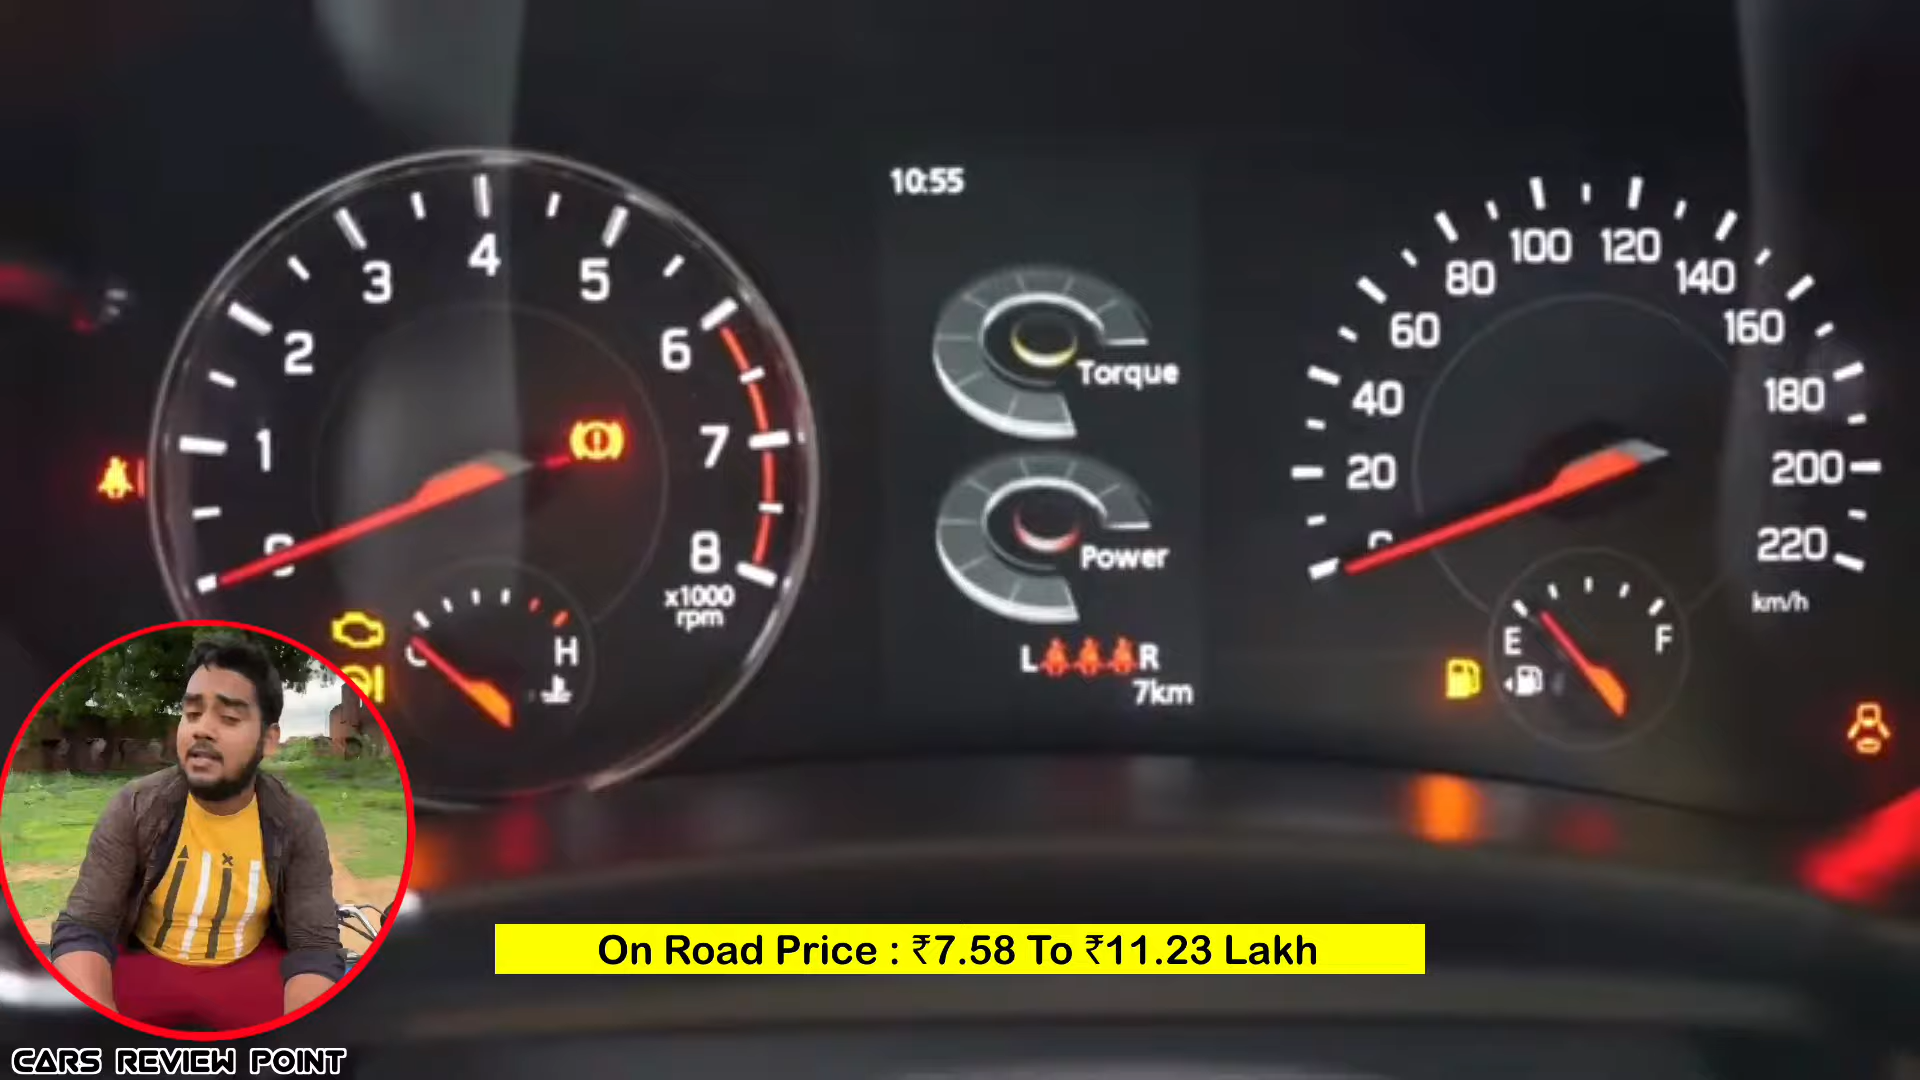 10:55
1
2
3
4
5
6
7
8
x1000
rpm
H
Torque
Power
L R
7km
20
40
60
80
100
120
140
160
180
200
220
km/h
E
F
On Road Price : ₹7.58 To ₹11.23 Lakh
CARS REVIEW POINT